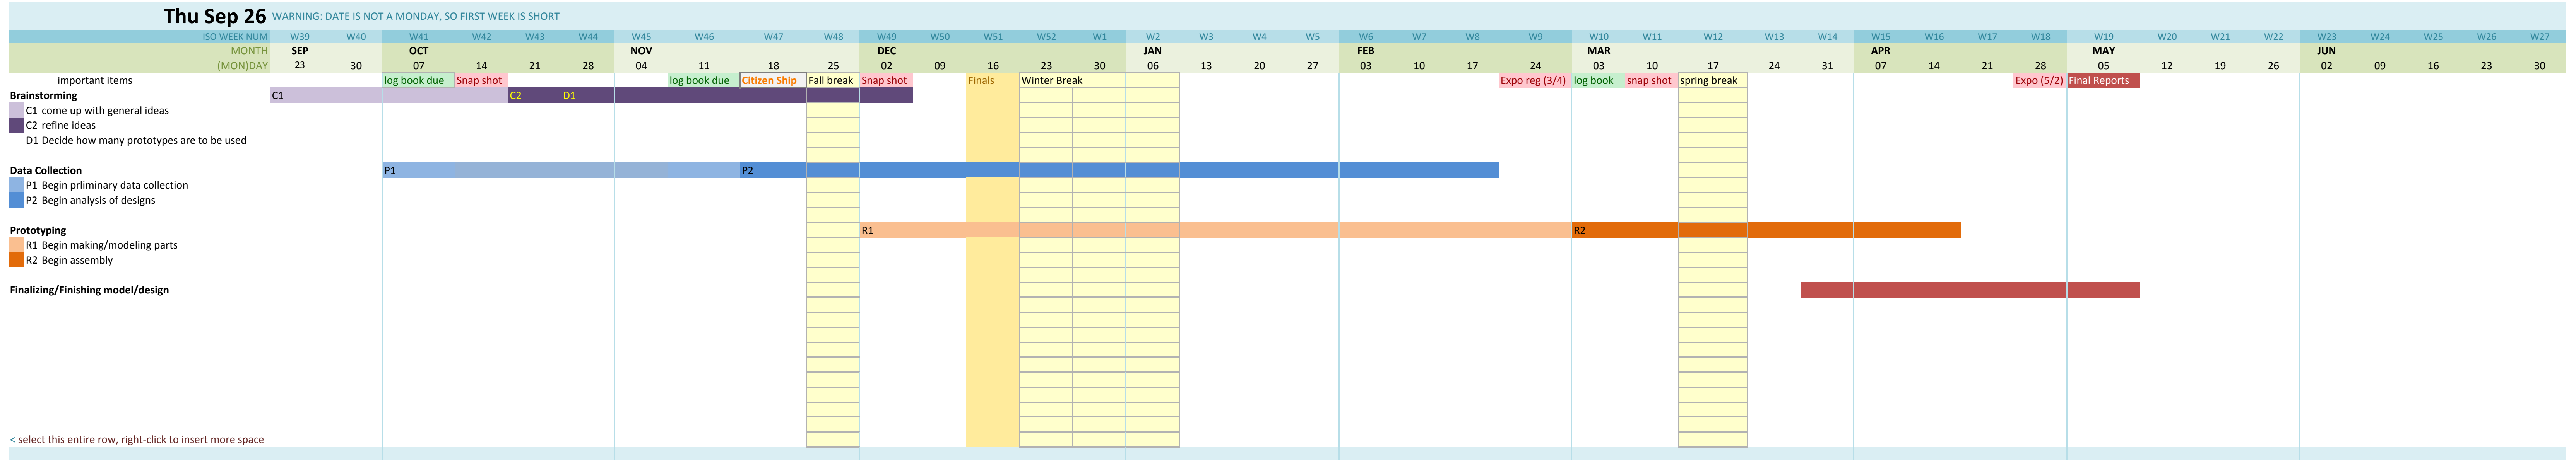 Thu Sep 26 WARNING: DATE IS NOT A MONDAY, SO FIRST WEEK IS SHORT
ISO WEEK NUM W39 W40 W41 W42 W43 W44 W45 W46 W47 W48 W49 W50 W51 W52 W1 W2 W3 W4 W5 W6 W7 W8 W9 W10 W11 W12 W13 W14 W15 W16 W17 W18 W19 W20 W21 W22 W23 W24 W25 W26 W27
MONTH SEP OCT NOV DEC JAN FEB MAR APR MAY JUN
(MON)DAY 23 30 07 14 21 28 04 11 18 25 02 09 16 23 30 06 13 20 27 03 10 17 24 03 10 17 24 31 07 14 21 28 05 12 19 26 02 09 16 23 30
important items log book due Snap shot log book due Citizen Ship Fall break Snap shot Finals Winter Break Expo reg (3/4) log book snap shot spring break Expo (5/2) Final Reports
Brainstorming C1 C2 D1
C1 come up with general ideas
C2 refine ideas
D1 Decide how many prototypes are to be used
Data Collection P1 P2
P1 Begin prliminary data collection
P2 Begin analysis of designs
Prototyping R1 R2
R1 Begin making/modeling parts
R2 Begin assembly
Finalizing/Finishing model/design
< select this entire row, right-click to insert more space